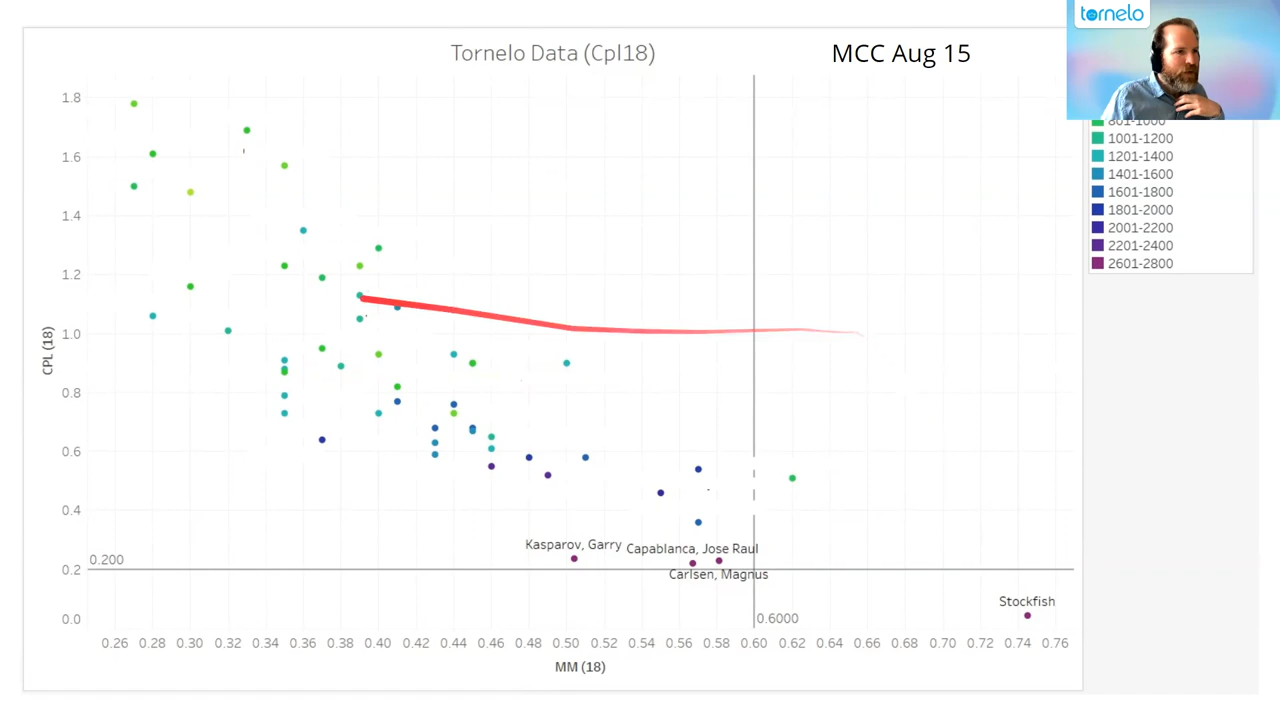 tornelo
Tornelo Data (Cpl18)
MCC Aug 15
801-1000
1001-1200
1201-1400
1401-1600
1601-1800
1801-2000
2001-2200
2201-2400
2601-2800
1.8
1.6
1.4
1.2
1.0
0.8
0.6
0.4
0.2
0.0
CPL (18)
Kasparov, Garry
Capablanca, Jose Raul
Carlsen, Magnus
0.200
Stockfish
0.6000
0.26 0.28 0.30 0.32 0.34 0.36 0.38 0.40 0.42 0.44 0.46 0.48 0.50 0.52 0.54 0.56 0.58 0.60 0.62 0.64 0.66 0.68 0.70 0.72 0.74 0.76
MM (18)